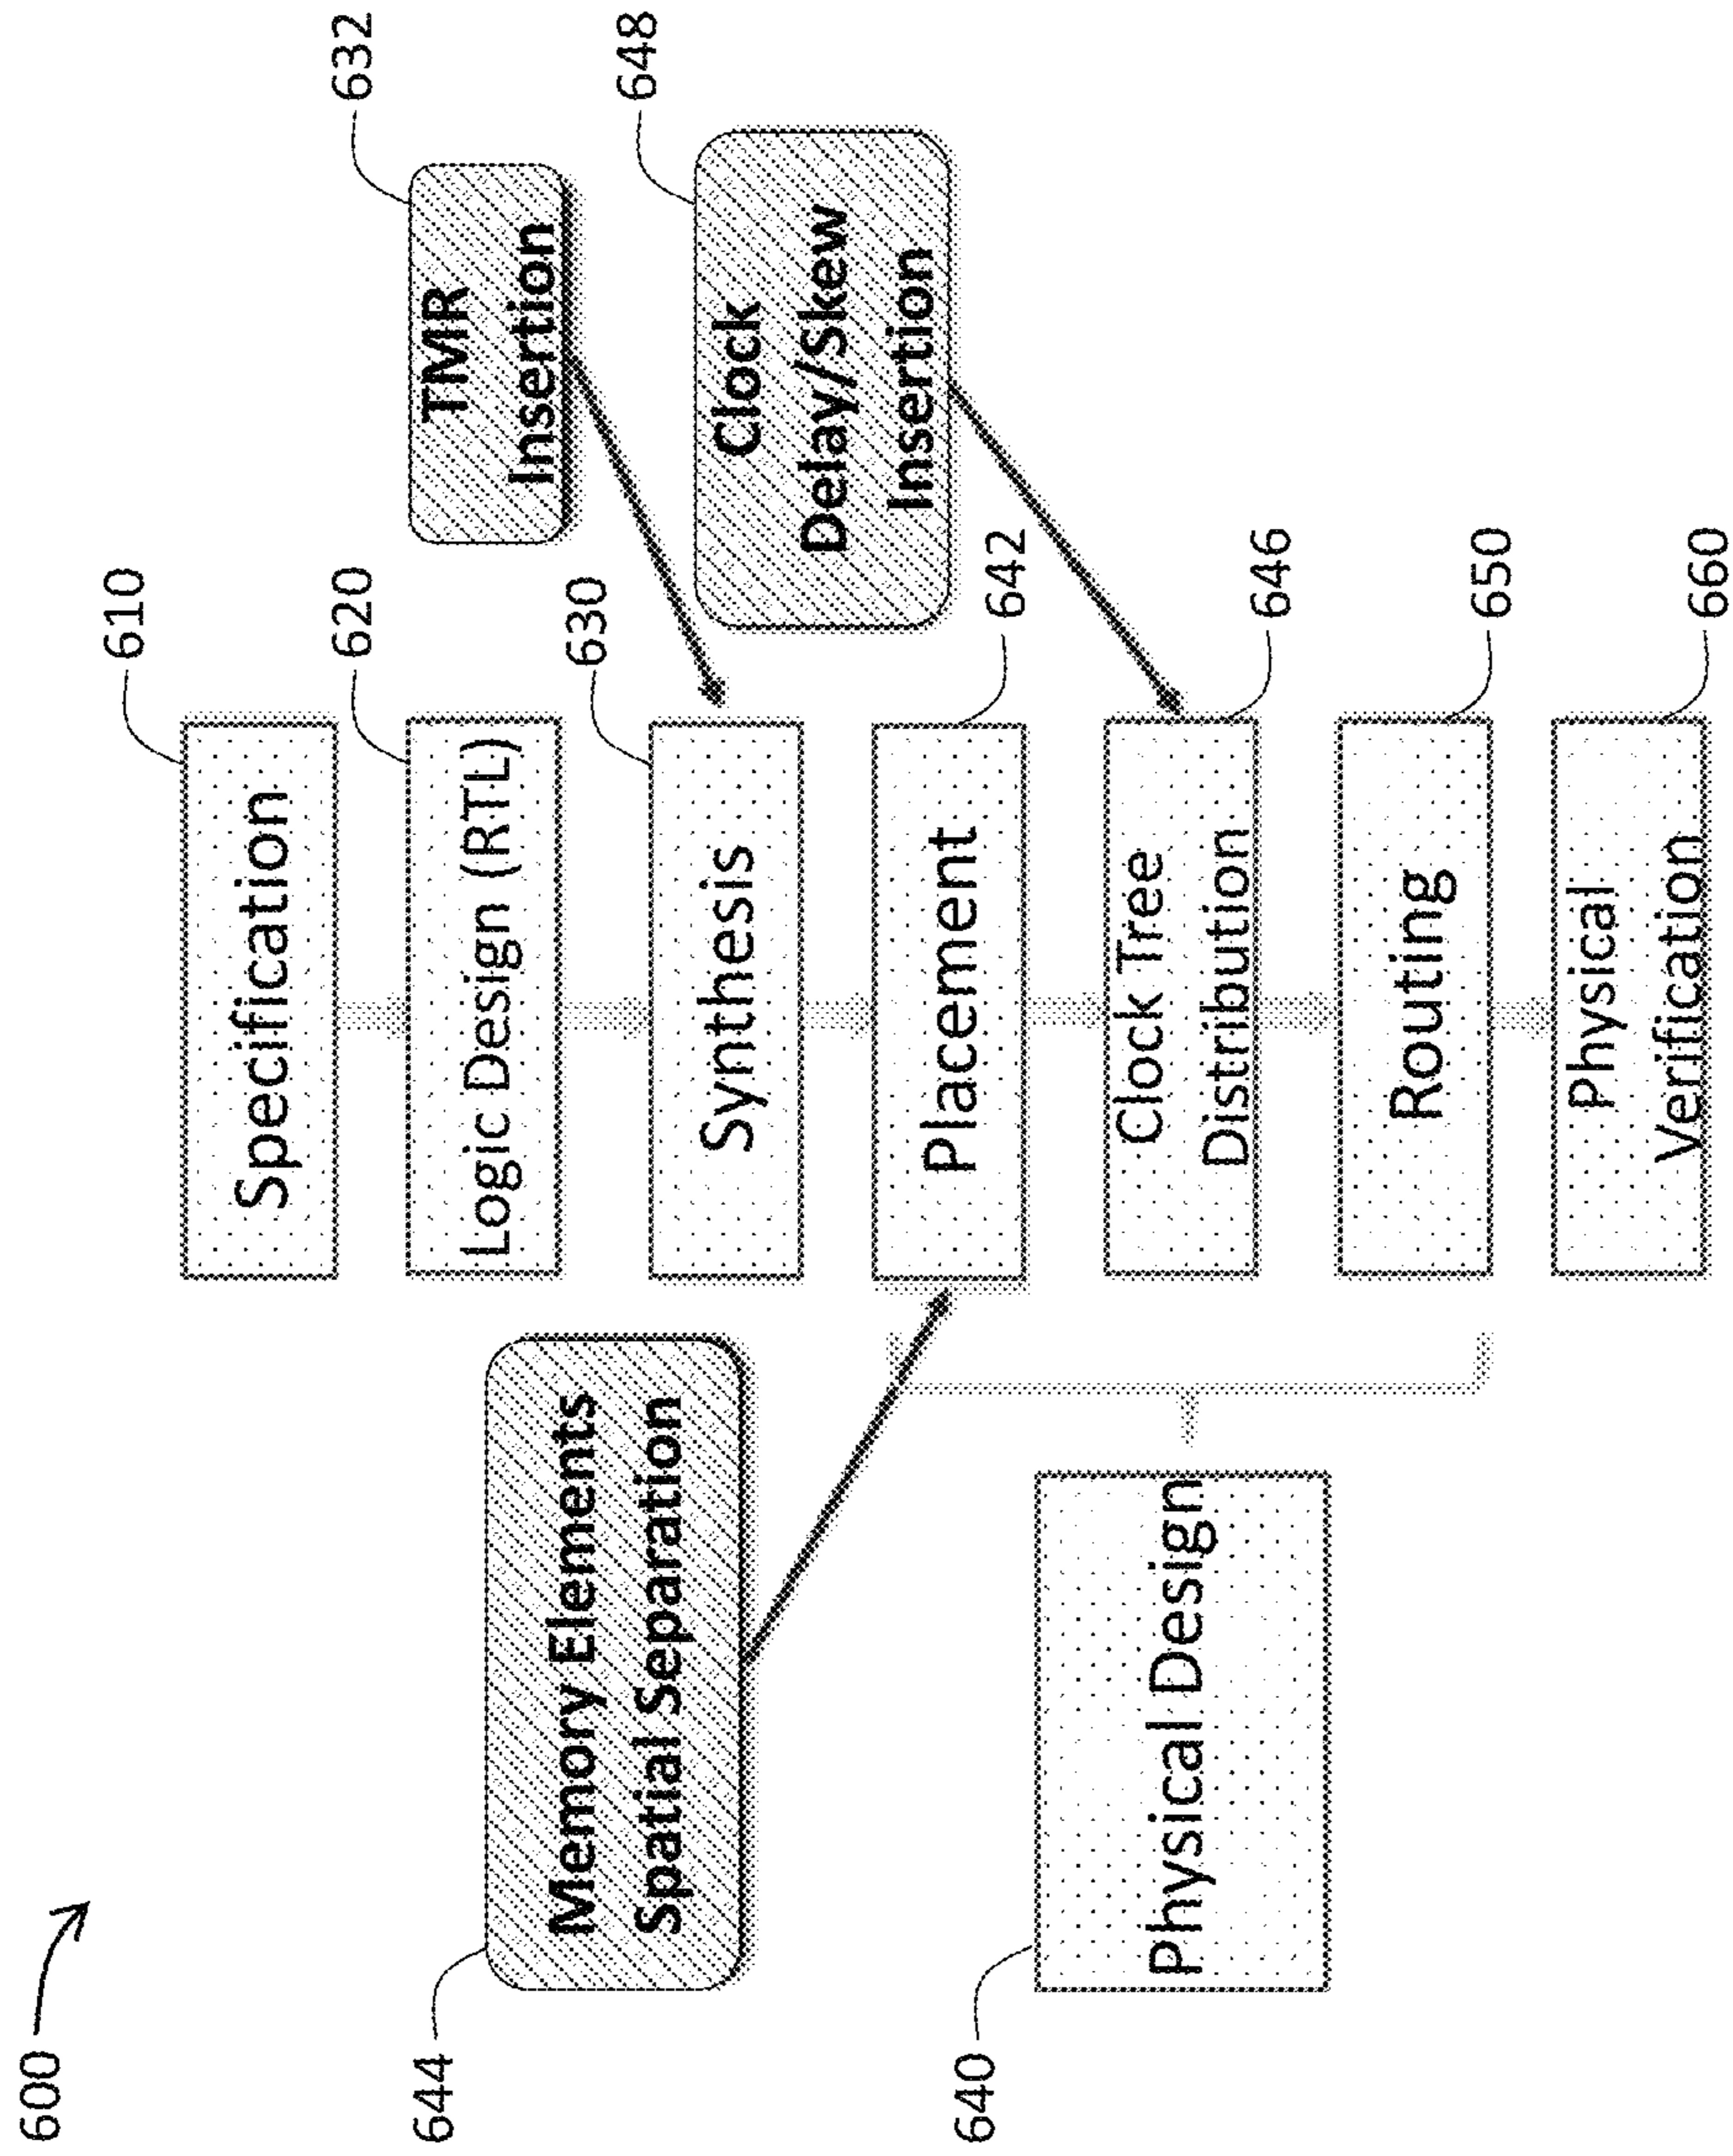 600
Specification
610
Logic Design (RTL)
620
TMR
Insertion
632
Memory Elements
Spatial Separation
644
Synthesis
630
Clock
Delay/Skew
Insertion
648
Placement
642
Physical Design
640
Clock Tree
Distribution
646
Routing
650
Physical
Verification
660